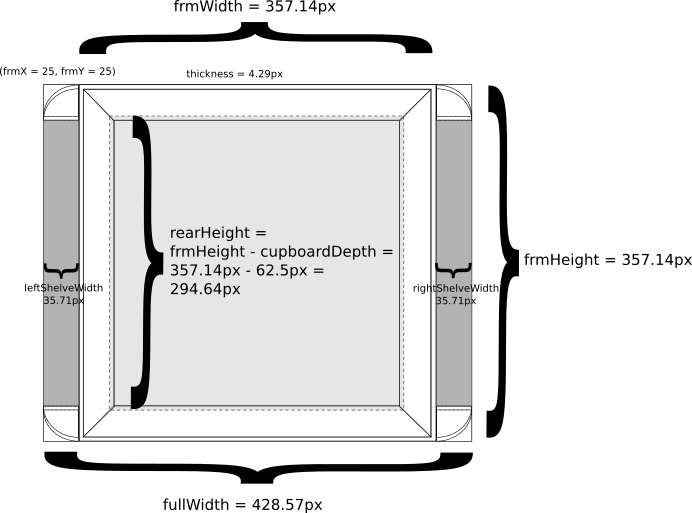 frmWidth = 357.14px
(frmX = 25, frmY = 25)
thickness = 4.29px
rearHeight =
frmHeight - cupboardDepth =
357.14px - 62.5px =
294.64px
frmHeight = 357.14px
leftShelveWidth
35.71px
rightShelveWidth
35.71px
fullWidth = 428.57px